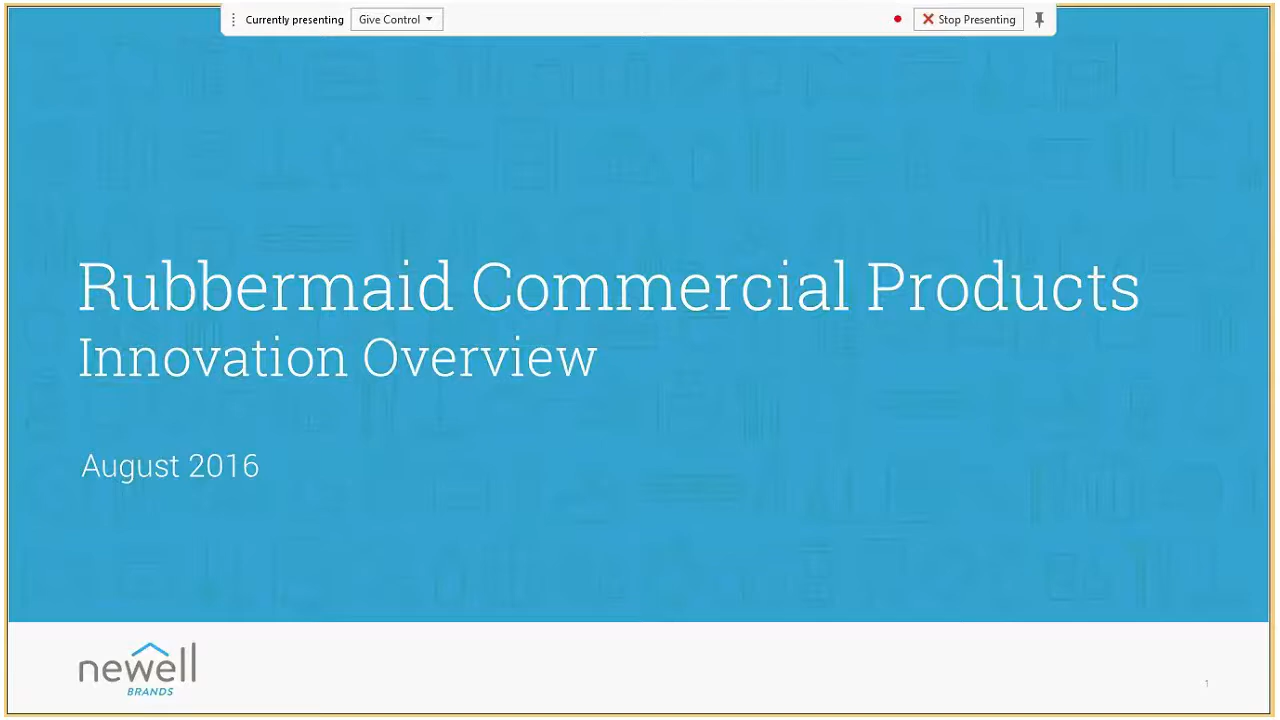 Currently presenting Give Control Stop Presenting
Rubbermaid Commercial Products
Innovation Overview
August 2016
newell
BRANDS
1